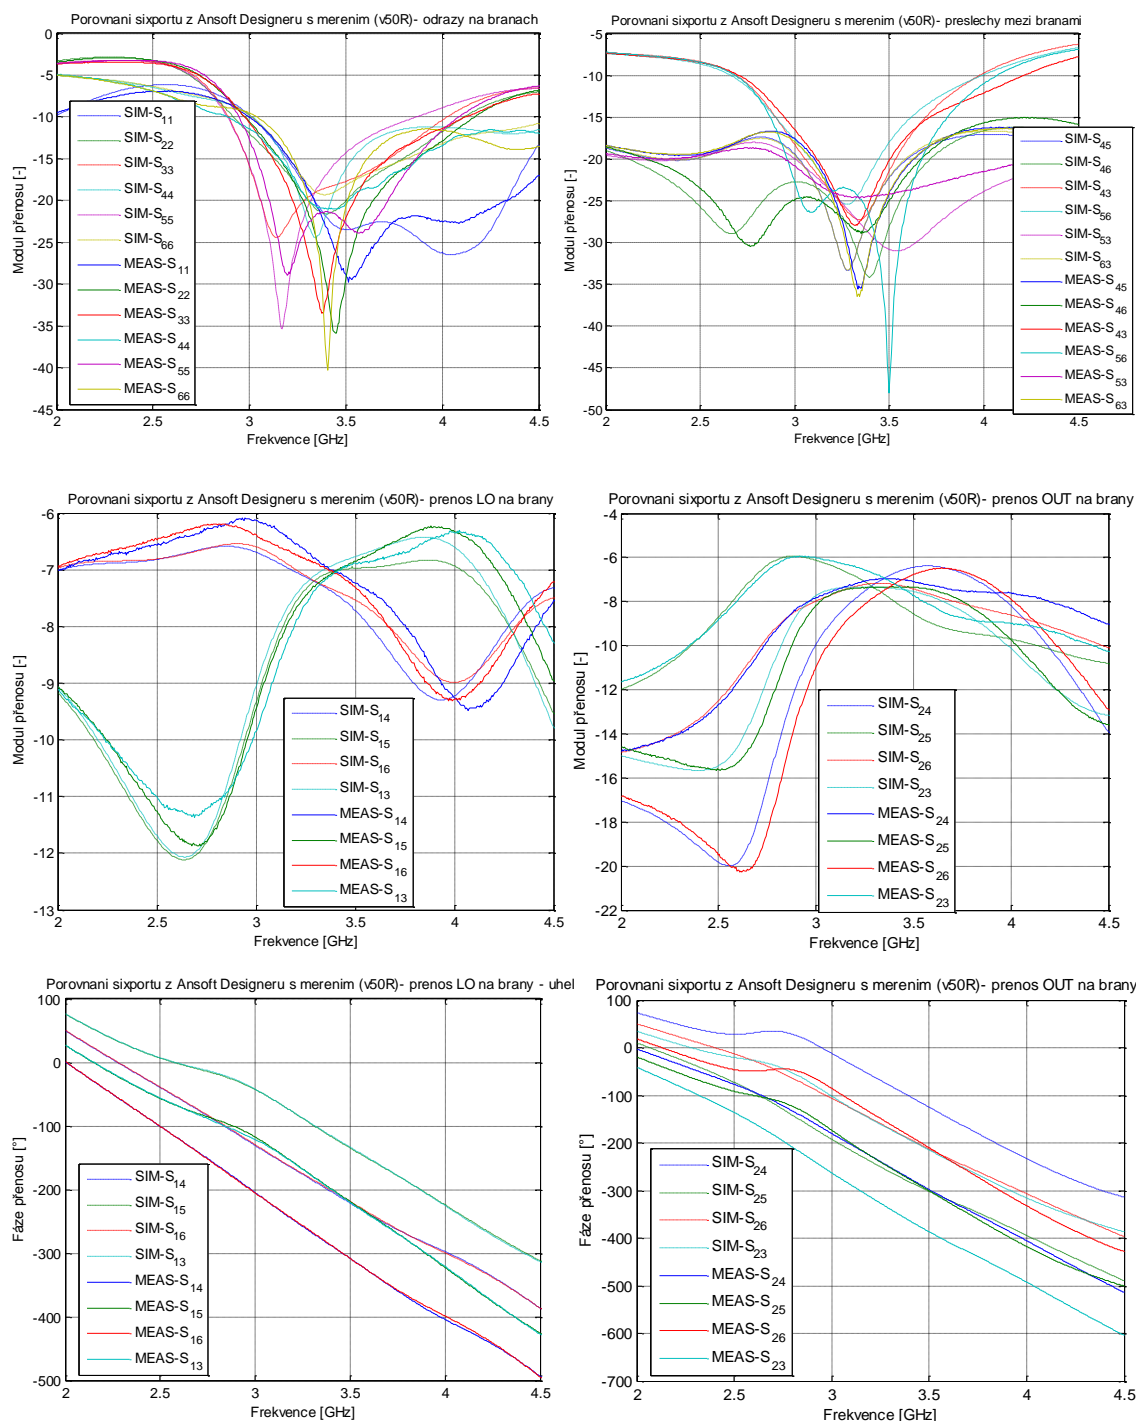 Porovnani sixportu z Ansoft Designeru s merenim (v50R)- odrazy na branach
0
-5
-10
-15
-20
-25
-30
-35
-40
-45
Modul přenosu [-]
SIM-S11
SIM-S22
SIM-S33
SIM-S44
SIM-S55
SIM-S66
MEAS-S11
MEAS-S22
MEAS-S33
MEAS-S44
MEAS-S55
MEAS-S66
2 2.5 3 3.5 4 4.5
Frekvence [GHz]
Porovnani sixportu z Ansoft Designeru s merenim (v50R)- preslechy mezi branami
-5
-10
-15
-20
-25
-30
-35
-40
-45
-50
Modul přenosu [-]
SIM-S45
SIM-S46
SIM-S43
SIM-S56
SIM-S53
SIM-S63
MEAS-S45
MEAS-S46
MEAS-S43
MEAS-S56
MEAS-S53
MEAS-S63
2 2.5 3 3.5 4 4.5
Frekvence [GHz]
Porovnani sixportu z Ansoft Designeru s merenim (v50R)- prenos LO na brany
-6
-7
-8
-9
-10
-11
-12
-13
Modul přenosu [-]
SIM-S14
SIM-S15
SIM-S16
SIM-S13
MEAS-S14
MEAS-S15
MEAS-S16
MEAS-S13
2 2.5 3 3.5 4 4.5
Frekvence [GHz]
Porovnani sixportu z Ansoft Designeru s merenim (v50R)- prenos OUT na brany
-4
-6
-8
-10
-12
-14
-16
-18
-20
-22
Modul přenosu [-]
SIM-S24
SIM-S25
SIM-S26
SIM-S23
MEAS-S24
MEAS-S25
MEAS-S26
MEAS-S23
2 2.5 3 3.5 4 4.5
Frekvence [GHz]
Porovnani sixportu z Ansoft Designeru s merenim (v50R)- prenos LO na brany - uhel
100
0
-100
-200
-300
-400
-500
Fáze přenosu [°]
SIM-S14
SIM-S15
SIM-S16
SIM-S13
MEAS-S14
MEAS-S15
MEAS-S16
MEAS-S13
2 2.5 3 3.5 4 4.5
Frekvence [GHz]
Porovnani sixportu z Ansoft Designeru s merenim (v50R)- prenos OUT na brany
100
0
-100
-200
-300
-400
-500
-600
-700
Fáze přenosu [°]
SIM-S24
SIM-S25
SIM-S26
SIM-S23
MEAS-S24
MEAS-S25
MEAS-S26
MEAS-S23
2 2.5 3 3.5 4 4.5
Frekvence [GHz]